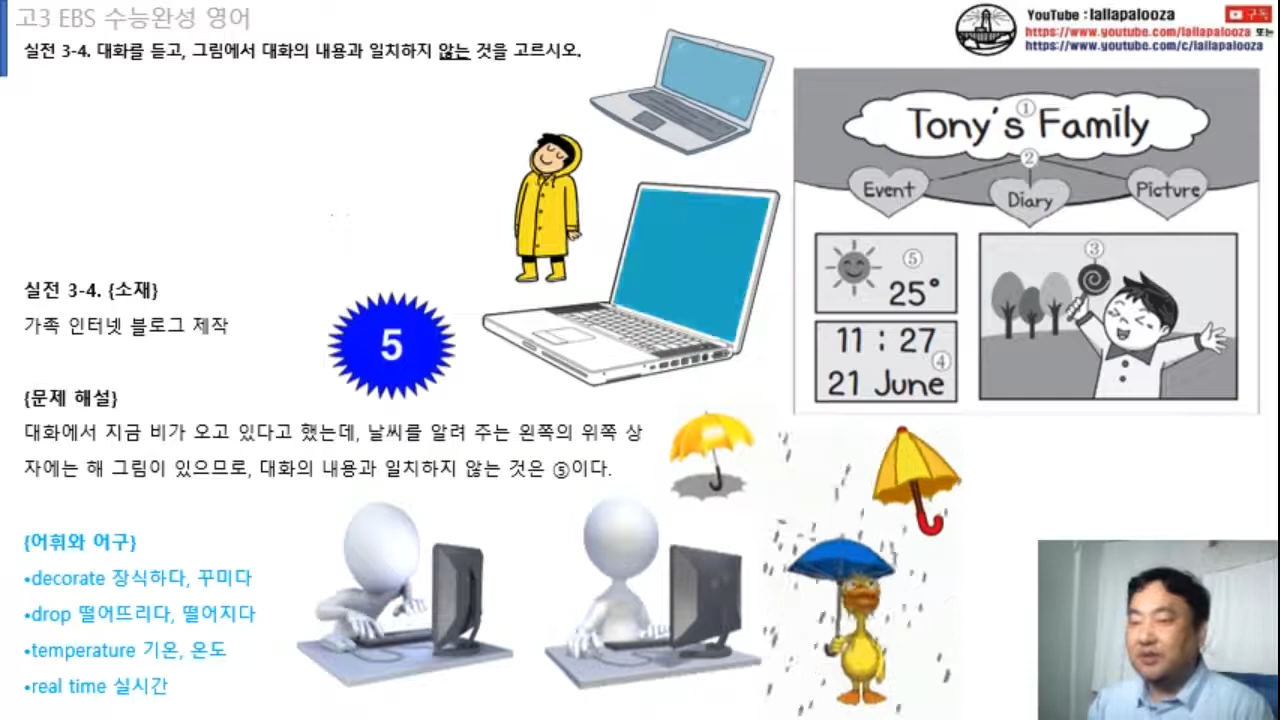 고3 EBS 수능완성 영어
실전 3-4. 대화를 듣고, 그림에서 대화의 내용과 일치하지 않는 것을 고르시오.
YouTube : lallapalooza
구독
https://www.youtube.com/lallapalooza 또는
https://www.youtube.com/c/lallapalooza
①
Tony's Family
②
Event
Diary
Picture
⑤
25°
③
11 : 27
④
21 June
실전 3-4. {소재}
가족 인터넷 블로그 제작
5
{문제 해설}
대화에서 지금 비가 오고 있다고 했는데, 날씨를 알려 주는 왼쪽의 위쪽 상
자에는 해 그림이 있으므로, 대화의 내용과 일치하지 않는 것은 ⑤이다.
{어휘와 어구}
•decorate 장식하다, 꾸미다
•drop 떨어뜨리다, 떨어지다
•temperature 기온, 온도
•real time 실시간